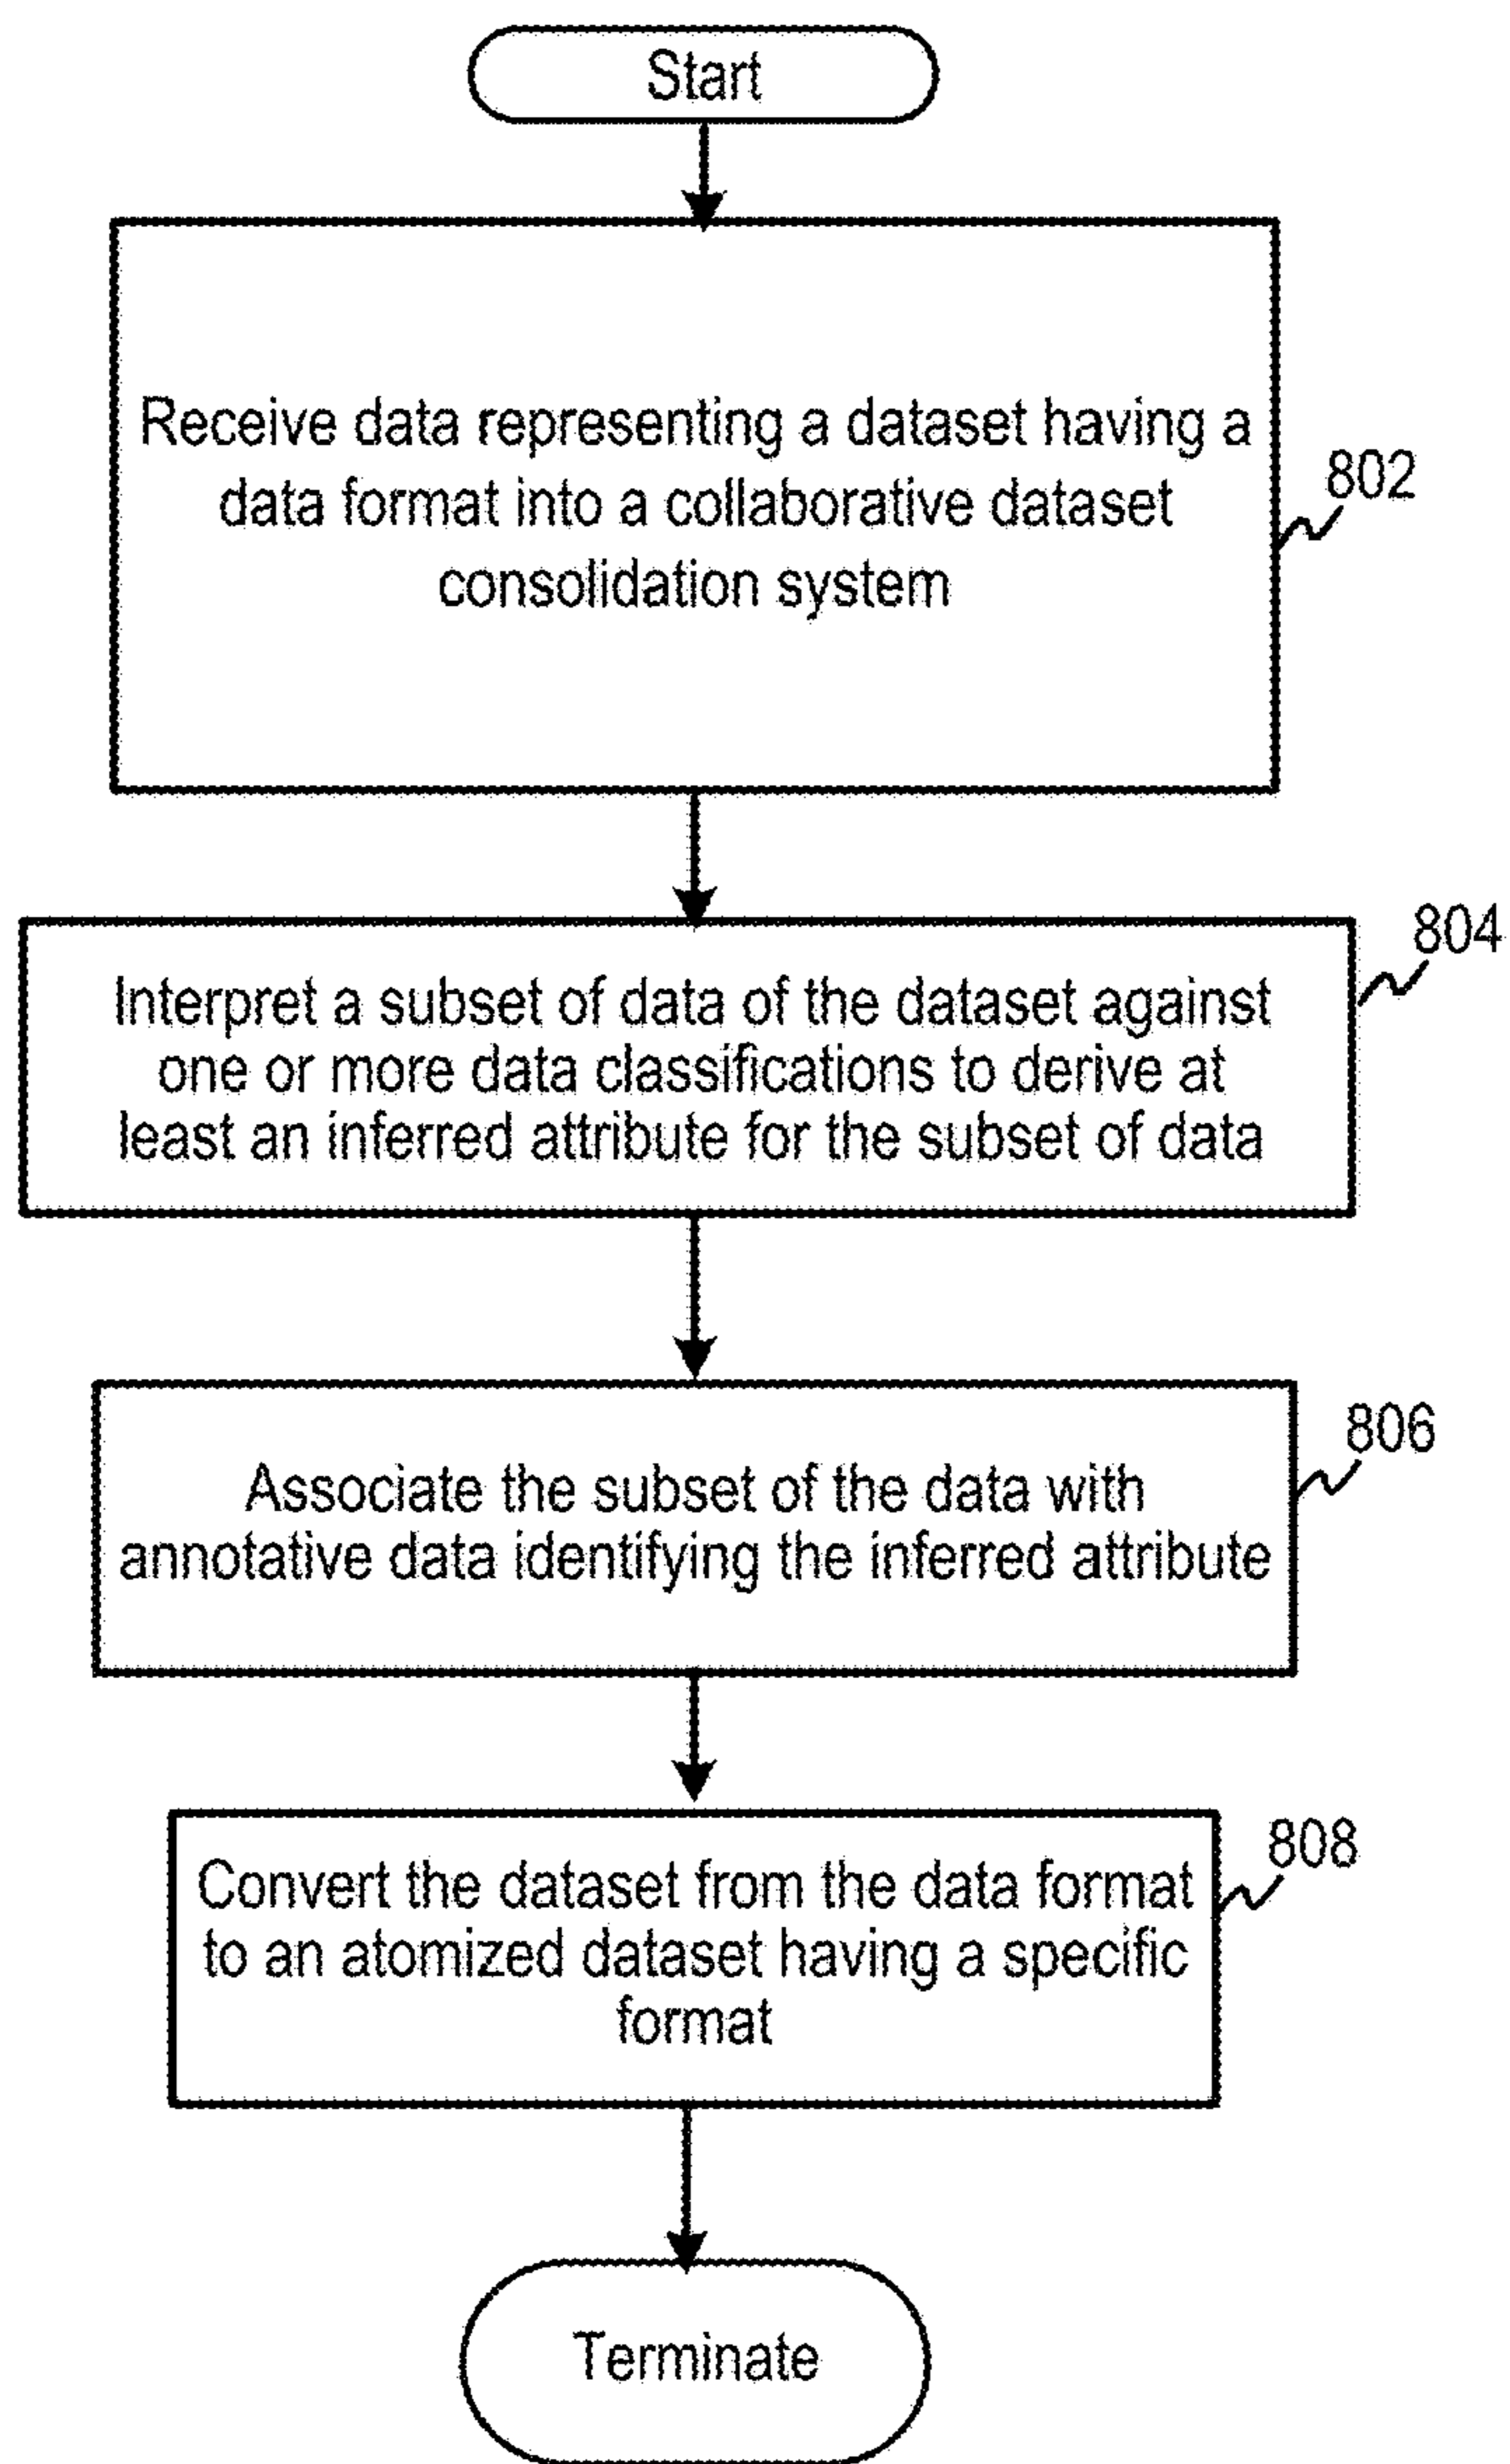 Start
Receive data representing a dataset having a
data format into a collaborative dataset
consolidation system
802
804
Interpret a subset of data of the dataset against
one or more data classifications to derive at
least an inferred attribute for the subset of data
806
Associate the subset of the data with
annotative data identifying the inferred attribute
808
Convert the dataset from the data format
to an atomized dataset having a specific
format
Terminate